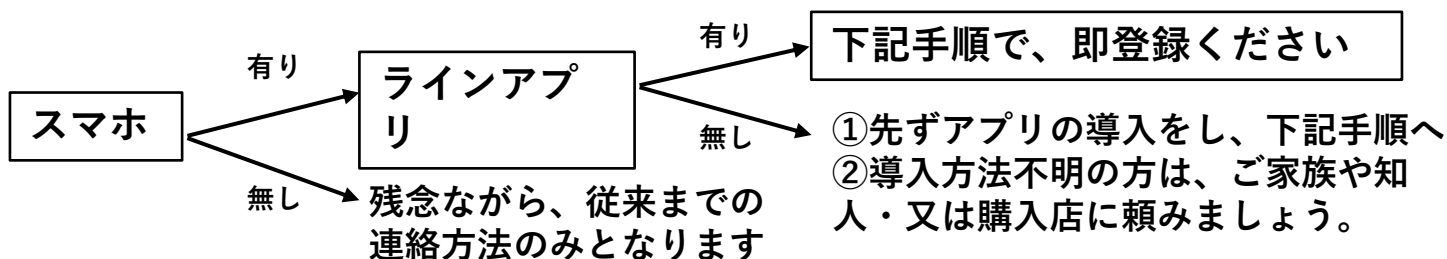 スマホ
有り
無し
ラインアプ
リ
残念ながら、従来までの
連絡方法のみとなります
有り
無し
下記手順で、即登録ください
①先ずアプリの導入をし、下記手順へ
②導入方法不明の方は、ご家族や知
人・又は購入店に頼みましょう。